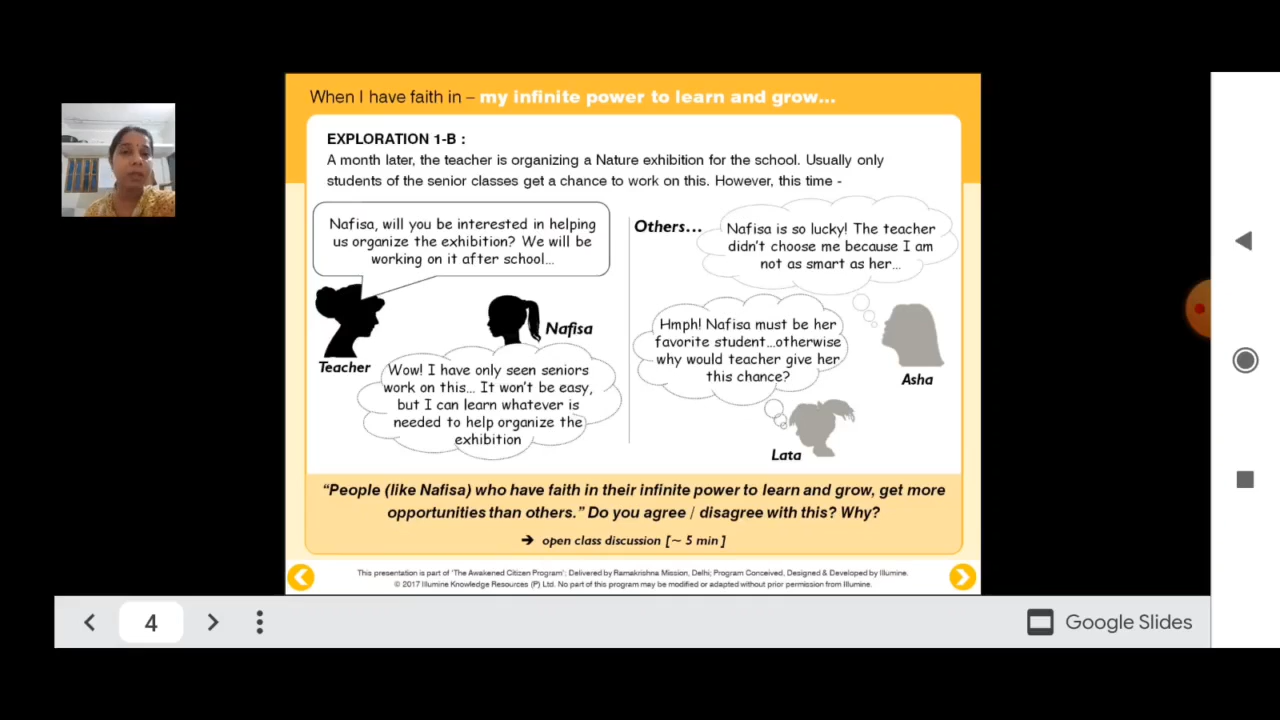 When I have faith in – my infinite power to learn and grow...
EXPLORATION 1-B :
A month later, the teacher is organizing a Nature exhibition for the school. Usually only
students of the senior classes get a chance to work on this. However, this time -
Nafisa, will you be interested in helping
us organize the exhibition? We will be
working on it after school...
Teacher
Nafisa
Wow! I have only seen seniors
work on this... It won't be easy,
but I can learn whatever is
needed to help organize the
exhibition
Others...
Nafisa is so lucky! The teacher
didn't choose me because I am
not as smart as her...
Asha
Hmph! Nafisa must be her
favorite student...otherwise
why would teacher give her
this chance?
Lata
“People (like Nafisa) who have faith in their infinite power to learn and grow, get more
opportunities than others.” Do you agree / disagree with this? Why?
➔ open class discussion [~ 5 min]
This presentation is part of 'The Awakened Citizen Program'; Delivered by Ramakrishna Mission, Delhi; Program Conceived, Designed & Developed by Illumine.
© 2017 Illumine Knowledge Resources (P) Ltd. No part of this program may be modified or adapted without prior permission from Illumine.
4
Google Slides